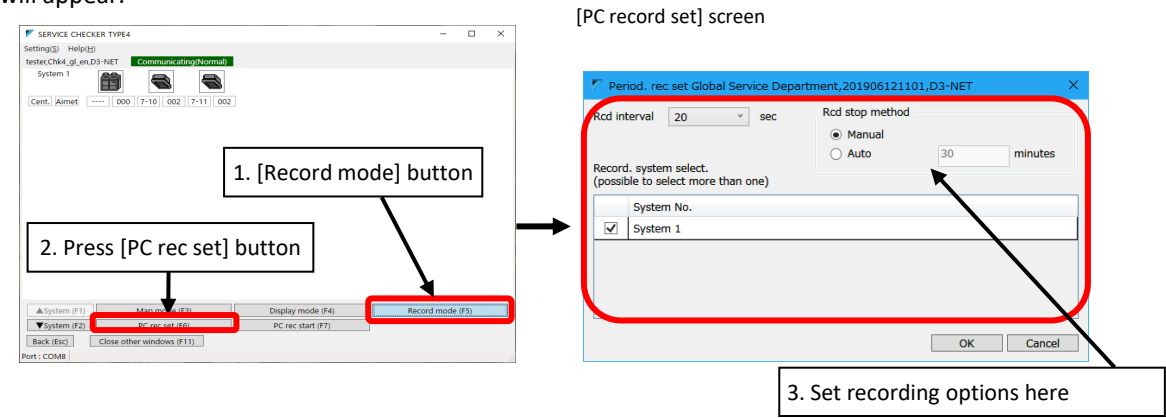 will appear.
[PC record set] screen
SERVICE CHECKER TYPE4
Setting(S) Help(H)
tester,Chk4_gl_en,D3-NET Communicating(Normal)
System 1
Cent. Airnet ---- 000 7-10 002 7-11 002
1. [Record mode] button
2. Press [PC rec set] button
▲System (F1) Map mode (F3) Display mode (F4) Record mode (F5)
▼System (F2) PC rec set (F6) PC rec start (F7)
Back (Esc) Close other windows (F11)
Port : COM8
Period. rec set Global Service Department,201906121101,D3-NET
Rcd interval 20 sec
Rcd stop method
Manual
Auto 30 minutes
Record. system select.
(possible to select more than one)
System No.
System 1
OK Cancel
3. Set recording options here